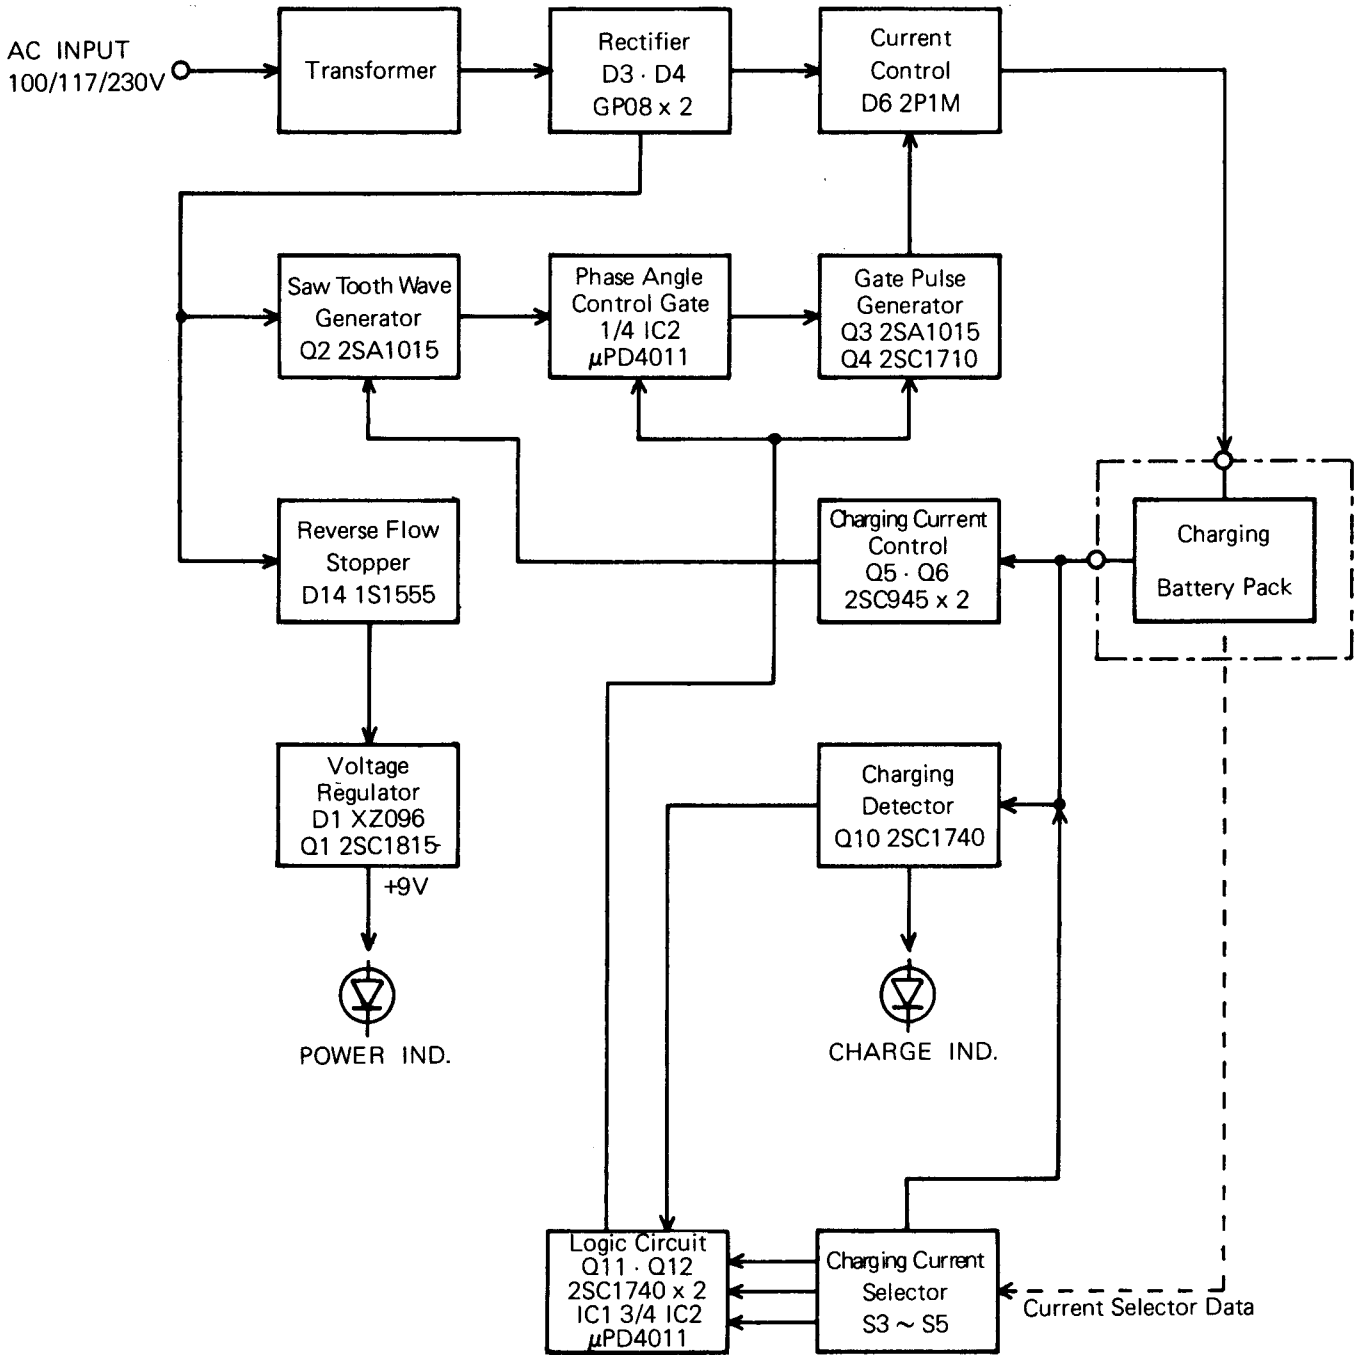 AC INPUT
100/117/230V
Transformer
Rectifier
D3 · D4
GP08 x 2
Current
Control
D6 2P1M
Saw Tooth Wave
Generator
Q2 2SA1015
Phase Angle
Control Gate
1/4 IC2
µPD4011
Gate Pulse
Generator
Q3 2SA1015
Q4 2SC1710
Reverse Flow
Stopper
D14 1S1555
Charging Current
Control
Q5 · Q6
2SC945 x 2
Charging
Battery Pack
Voltage
Regulator
D1 XZ096
Q1 2SC1815
+9V
POWER IND.
Charging
Detector
Q10 2SC1740
CHARGE IND.
Logic Circuit
Q11 · Q12
2SC1740 x 2
IC1 3/4 IC2
µPD4011
Charging Current
Selector
S3 ~ S5
Current Selector Data